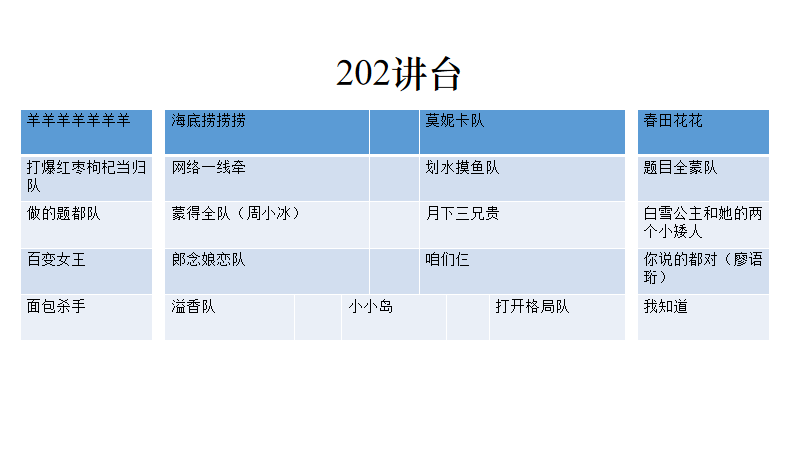 202讲台
羊羊羊羊羊羊羊
海底捞捞捞
莫妮卡队
春田花花
打爆红枣枸杞当归
队
网络一线牵
划水摸鱼队
题目全蒙队
做的题都队
蒙得全队（周小冰）
月下三兄贵
白雪公主和她的两
个小矮人
百变女王
郎念娘恋队
咱们仨
你说的都对（廖语
珩）
面包杀手
溢香队
小小岛
打开格局队
我知道